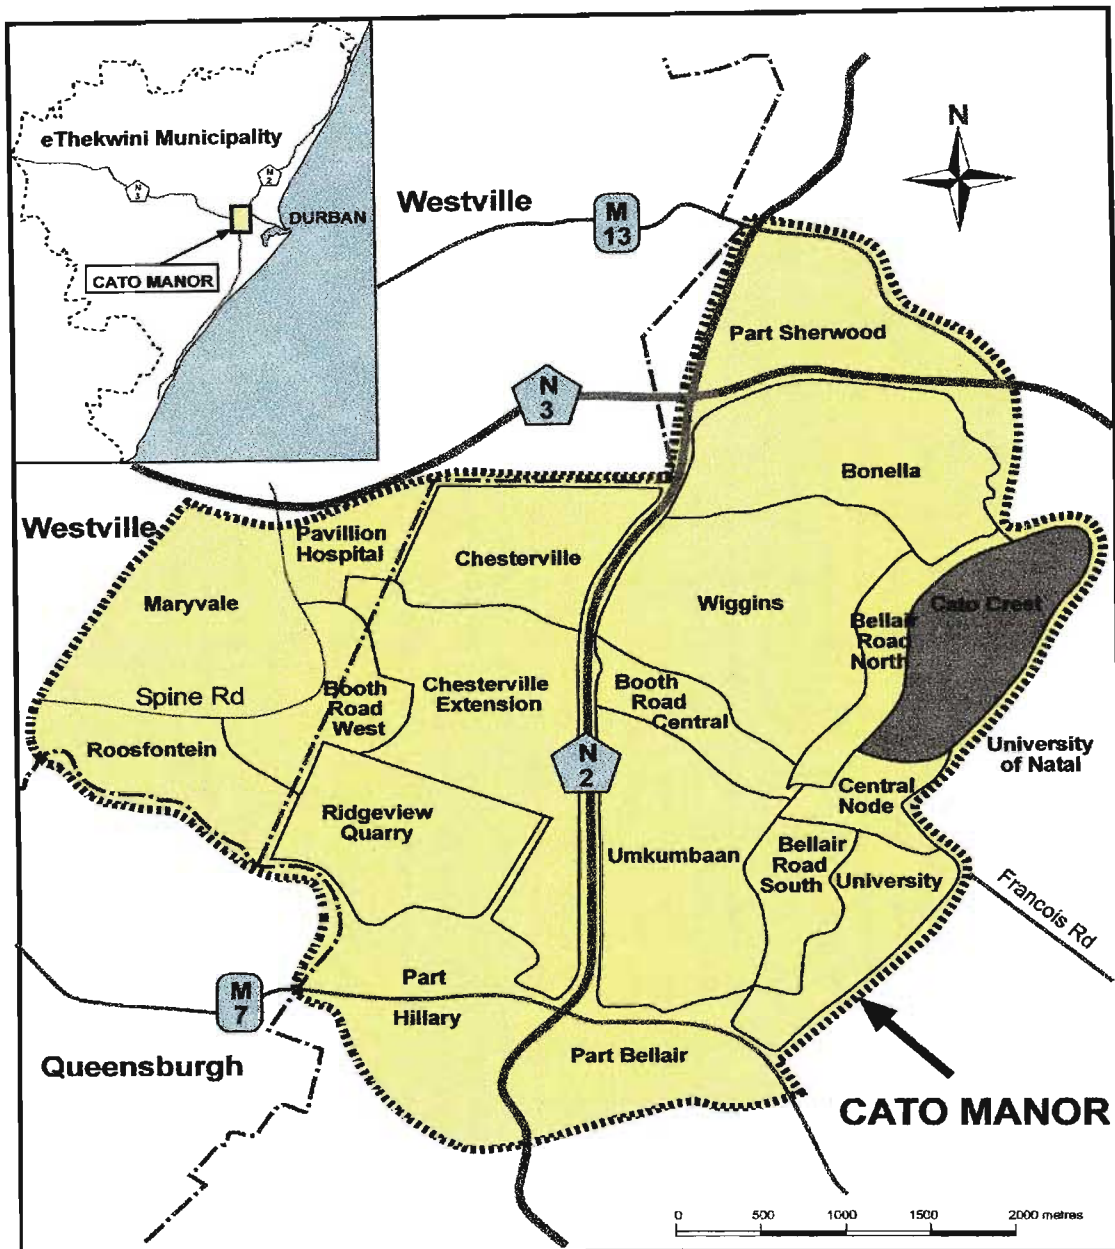 eThekwini Municipality
N
3
N
2
DURBAN
CATO MANOR
Westville
M
13
N
Part Sherwood
N
3
Bonella
Westville
Pavillion
Hospital
Chesterville
Maryvale
Wiggins
Cato Crest
Bellair
Road
North
Spine Rd
Booth
Road
West
Chesterville
Extension
Booth
Road
Central
Roosfontein
N
2
University
of Natal
Central
Node
Ridgeview
Quarry
Umkumbaan
Bellair
Road
South
University
Francois Rd
Part
Hillary
M
7
Queensburgh
Part Bellair
CATO MANOR
0 500 1000 1500 2000 metres